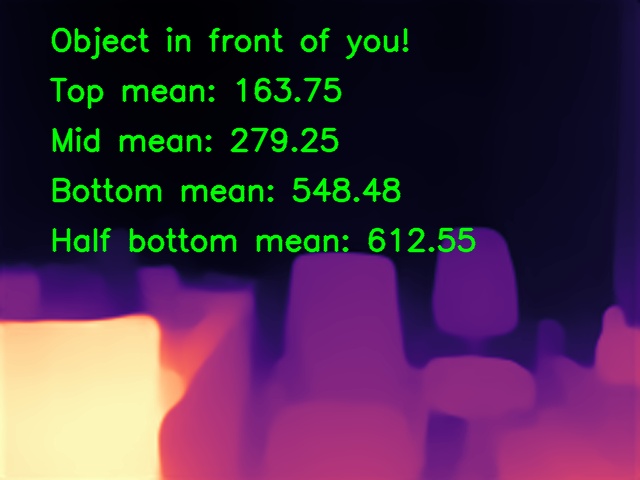 Object in front of you!
Top mean: 163.75
Mid mean: 279.25
Bottom mean: 548.48
Half bottom mean: 612.55